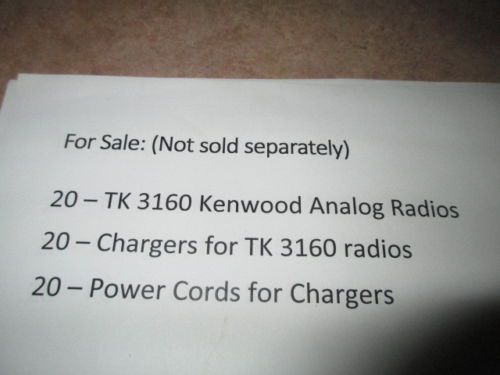 For Sale: (Not sold separately)
20 – TK 3160 Kenwood Analog Radios
20 – Chargers for TK 3160 radios
20 – Power Cords for Chargers